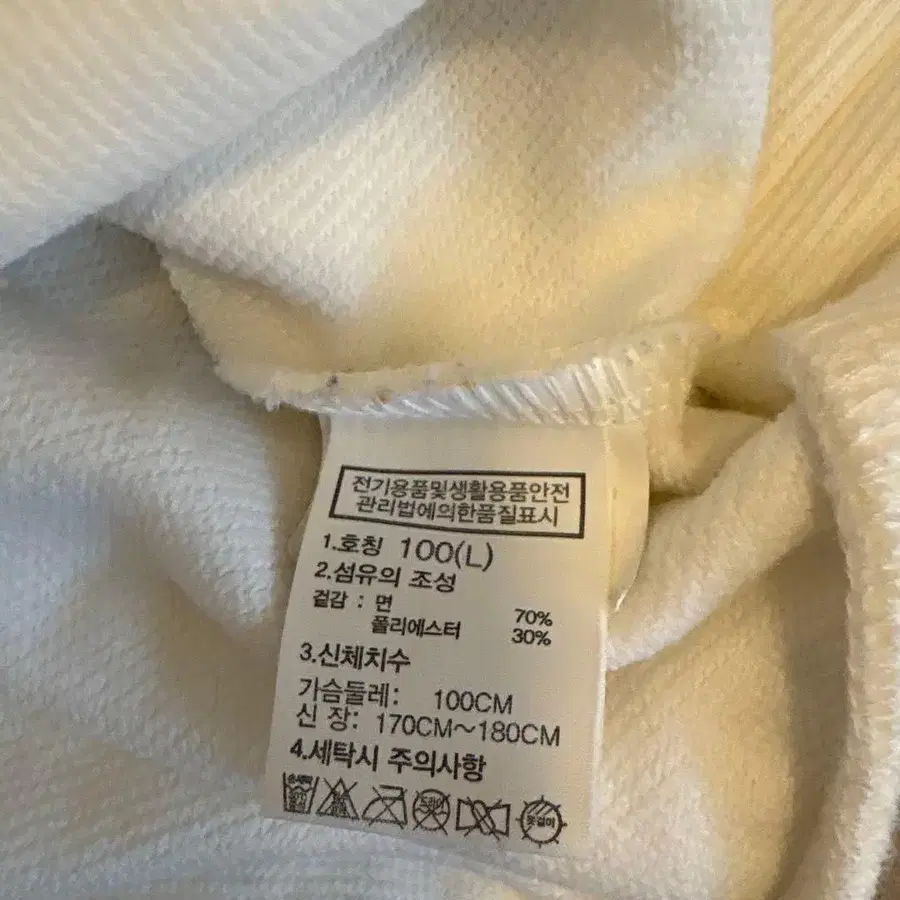 전기용품및생활용품안전
관리법에의한품질표시
1.호칭 100(L)
2.섬유의 조성
겉감 : 면 70%
폴리에스터 30%
3.신체치수
가슴둘레: 100CM
신 장: 170CM~180CM
4.세탁시 주의사항
옷걸이